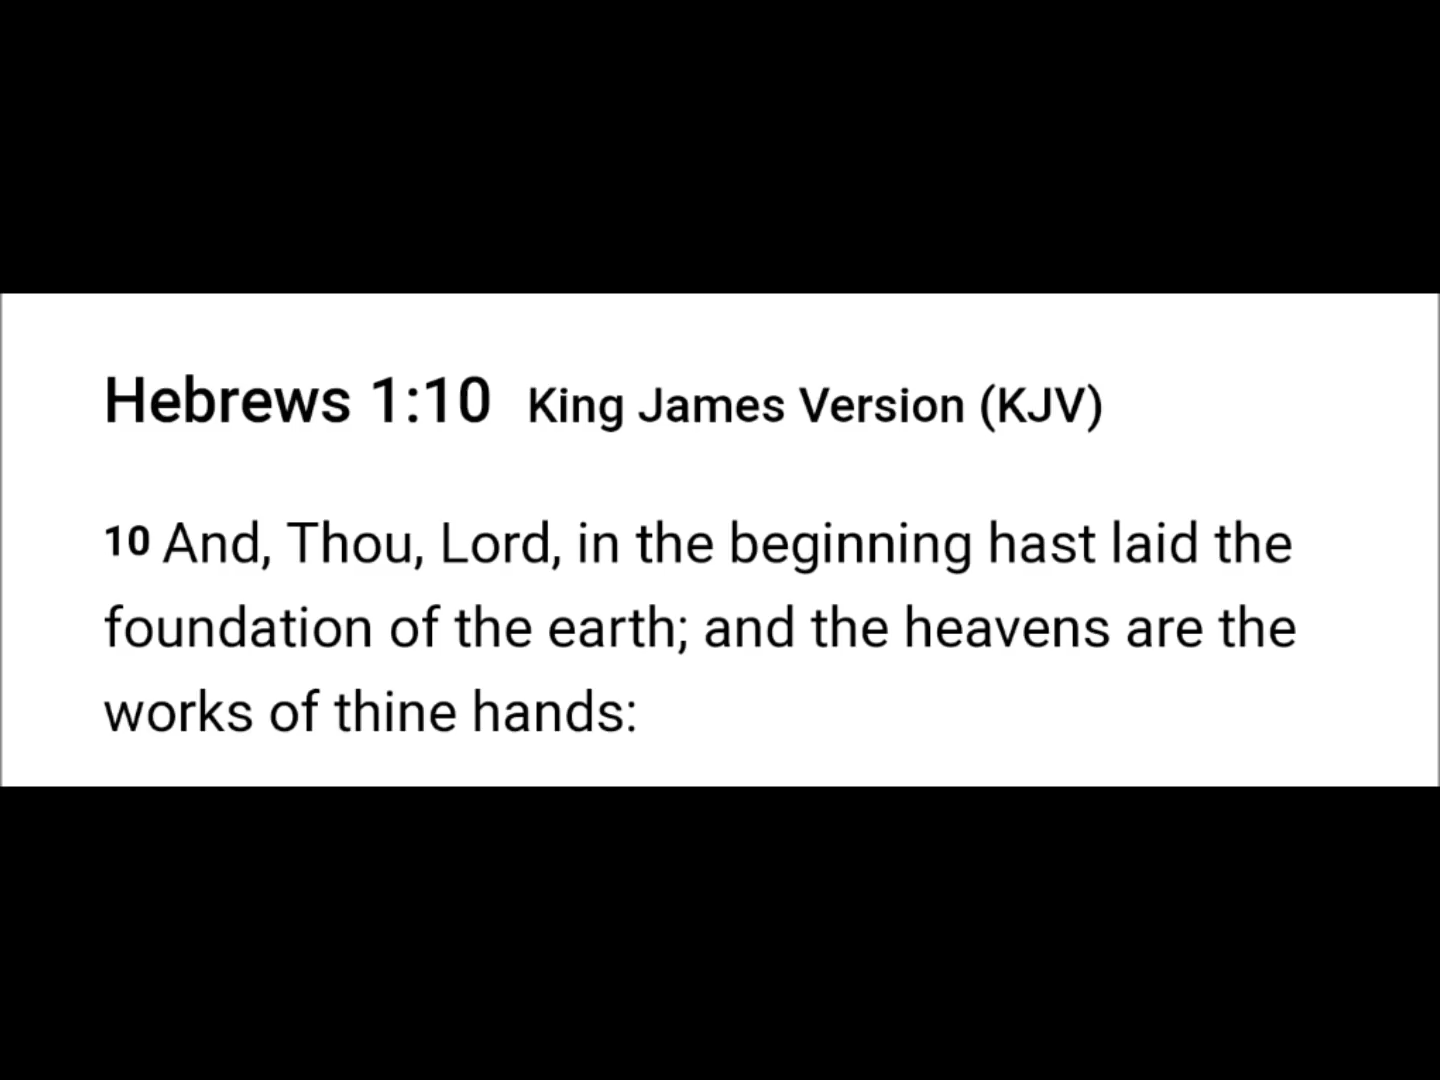 Hebrews 1:10 King James Version (KJV)
10 And, Thou, Lord, in the beginning hast laid the
foundation of the earth; and the heavens are the
works of thine hands: